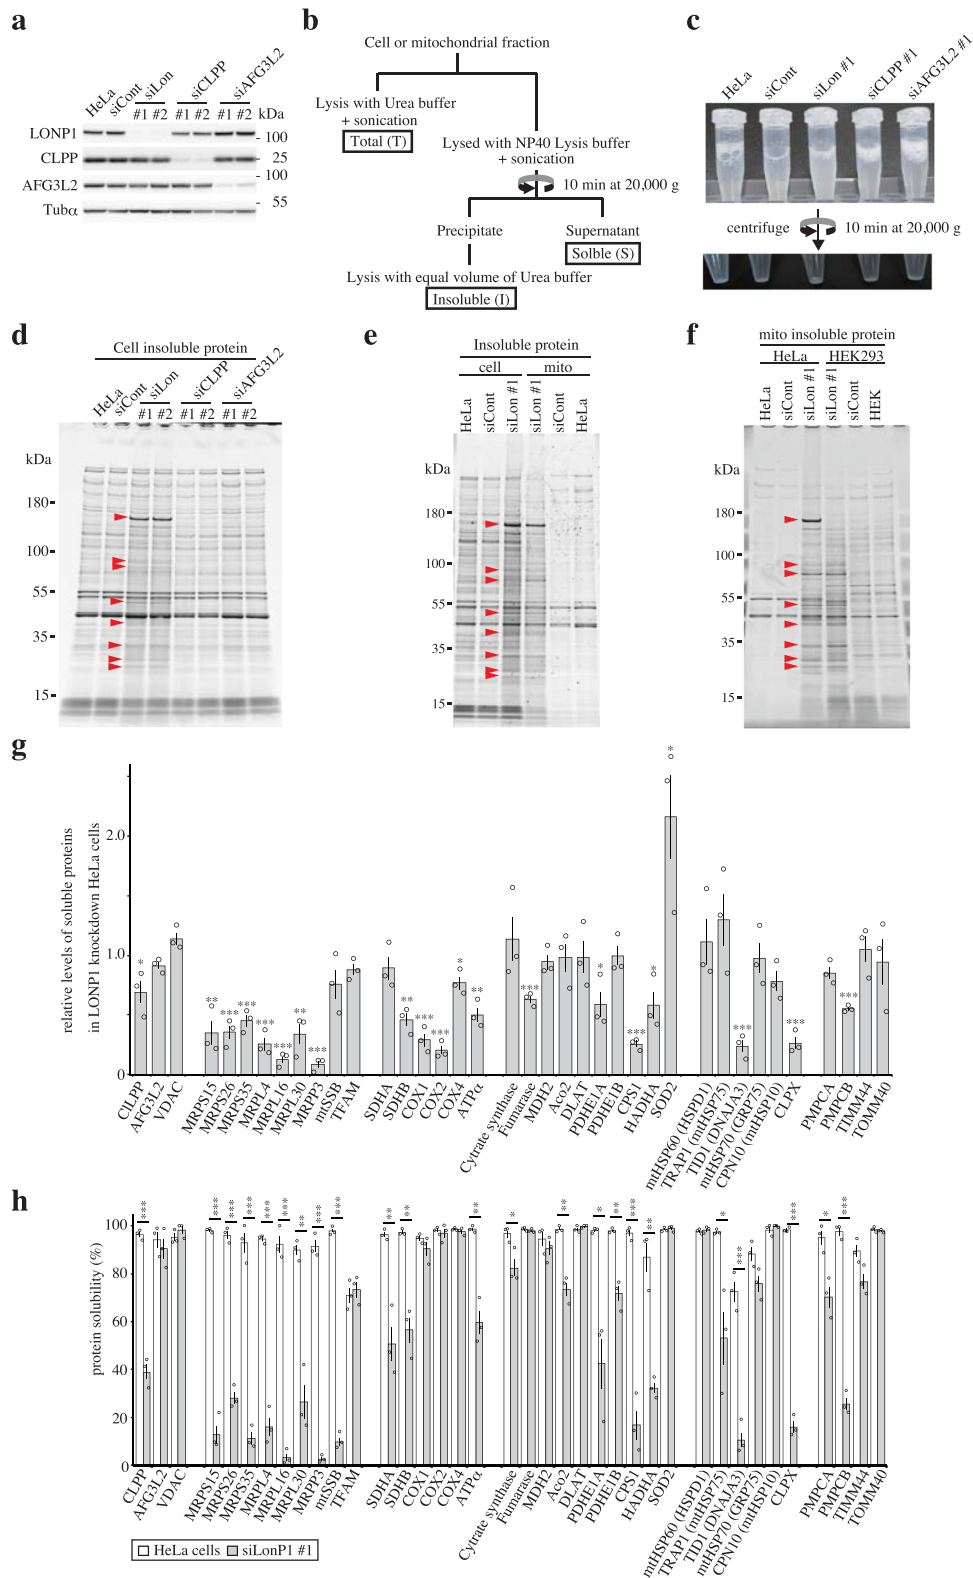 a
HeLa
siCont
siLon
siCLPP
siAFG3L2
#1 #2 #1 #2 #1 #2
kDa
LONP1
100
CLPP
25
100
AFG3L2
55
Tubα
b
Cell or mitochondrial fraction
Lysis with Urea buffer
+ sonication
Total (T)
Lysed with NP40 Lysis buffer
+ sonication
10 min at 20,000 g
Precipitate
Supernatant
Solble (S)
Lysis with equal volume of Urea buffer
Insoluble (I)
c
HeLa
siCont
siLon #1
siCLPP #1
siAFG3L2 #1
centrifuge
10 min at 20,000 g
d
Cell insoluble protein
HeLa
siCont
siLon
siCLPP
siAFG3L2
#1 #2 #1 #2 #1 #2
kDa
180
100
55
35
15
e
Insoluble protein
cell
mito
HeLa
siCont
siLon #1
siLon #1
siCont
HeLa
kDa
180
100
55
35
15
f
mito insoluble protein
HeLa
HEK293
HeLa
siCont
siLon #1
siLon #1
siCont
HEK
kDa
180
100
55
35
15
g
relative levels of soluble proteins
in LONP1 knockdown HeLa cells
2.0
1.0
0
* ** *** *** *** *** ** *** ** *** *** * ** *** * *** * * *** *** ***
CILPP
AFG3L2
VDAC
MRPS15
MRPS26
MRPS35
MRPL4
MRPL16
MRPL30
MRPP3
mtSSB
TFAM
SDHA
SDHB
COX1
COX2
COX4
ATPα
Cytrate synthase
Fumarase
MDH2
Aco2
DLAT
PDHE1A
PDHE1B
CPS1
HADHA
SOD2
mtHSP60 (HSPD1)
TRAP1 (mtHSP75)
TID1 (DNAJA3)
mtHSP70 (GRP75)
CPN10 (mtHSP10)
CLPX
PMPCA
PMPCB
TIMM44
TOMM40
h
protein solubility (%)
100
80
60
40
20
0
*** *** *** *** *** *** ** *** *** ** ** ** * ** * ** *** ** * *** *** * ***
CLPP
AFG3L2
VDAC
MRPS15
MRPS26
MRPS35
MRPL4
MRPL16
MRPL30
MRPP3
mtSSB
TFAM
SDHA
SDHB
COX1
COX2
COX4
ATPα
Cytrate synthase
Fumarase
MDH2
Aco2
DLAT
PDHE1A
PDHE1B
CPS1
HADHA
SOD2
mtHSP60 (HSPD1)
TRAP1 (mtHSP75)
TID1 (DNAJA3)
mtHSP70 (GRP75)
CPN10 (mtHSP10)
CLPX
PMPCA
PMPCB
TIMM44
TOMM40
HeLa cells
siLonP1 #1